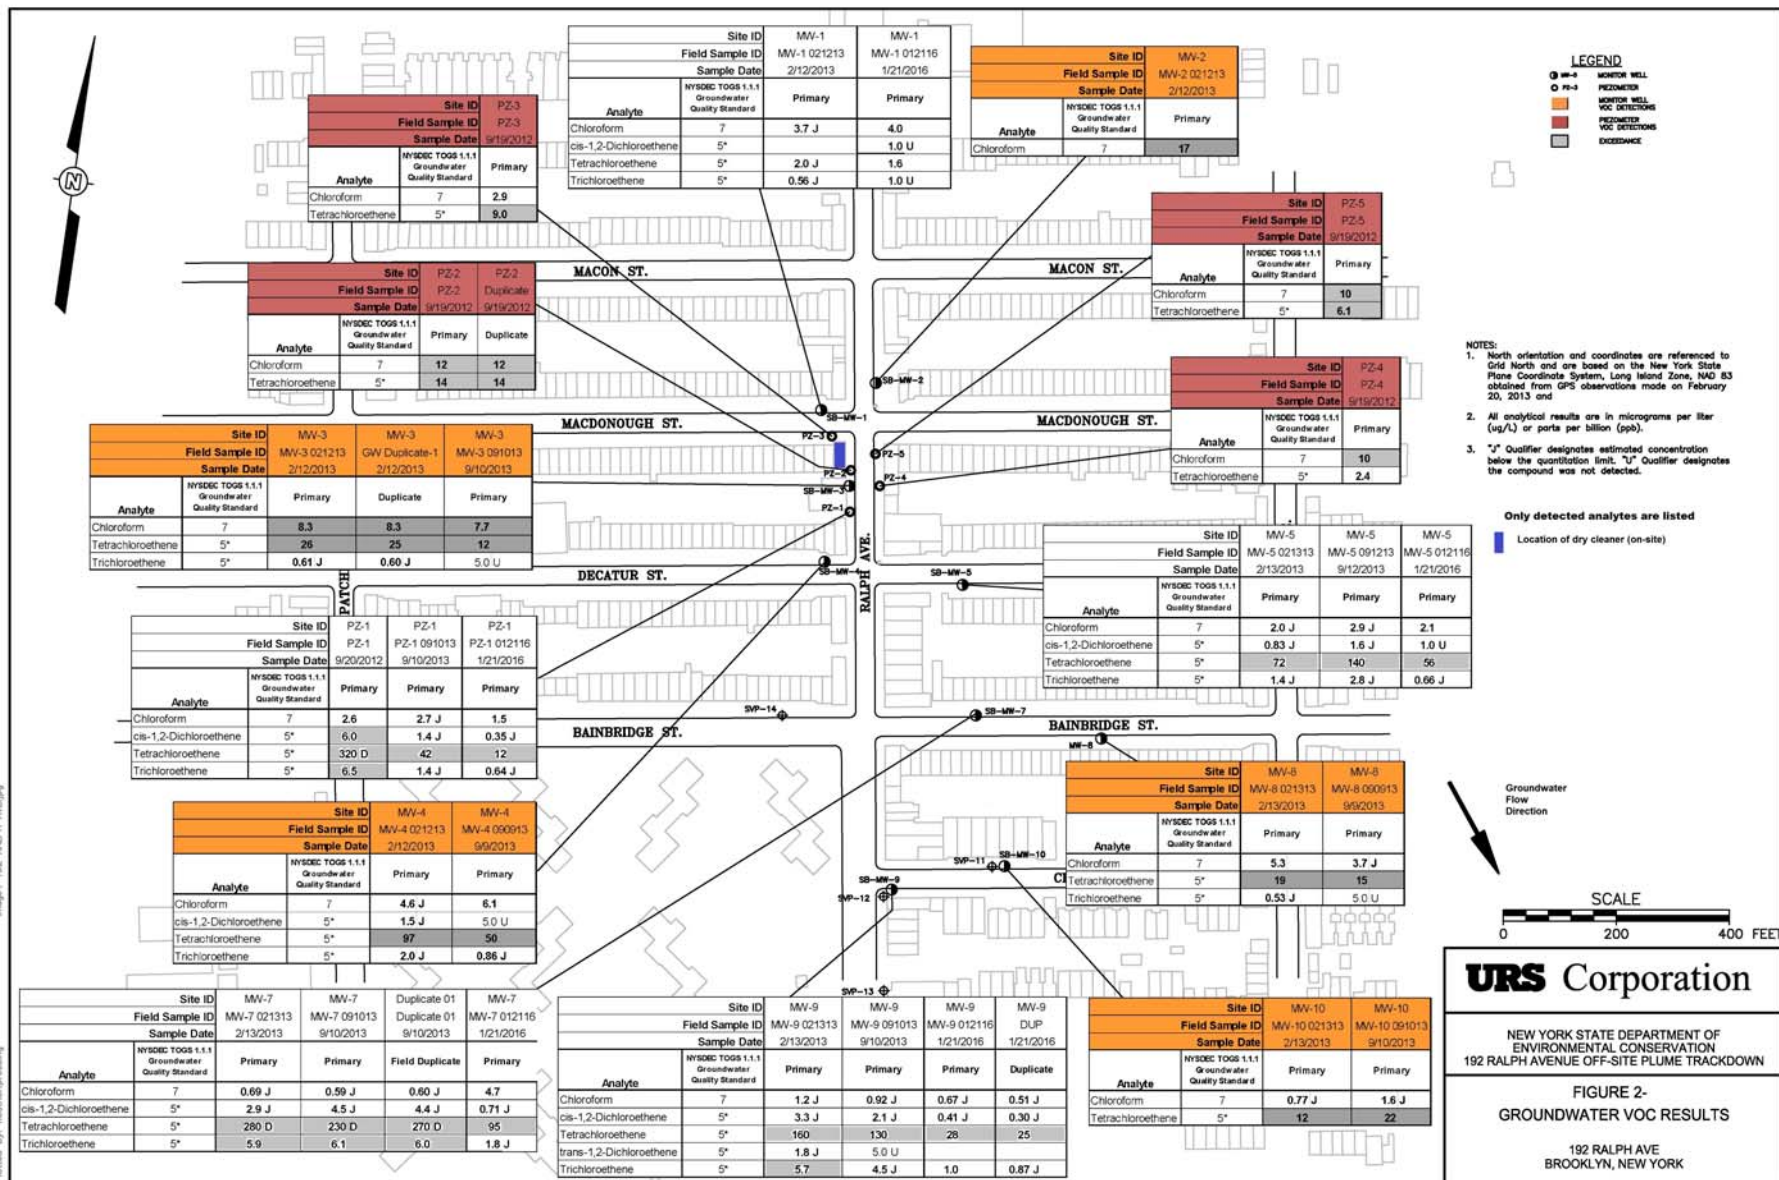 Site ID MW-1 MW-1
Field Sample ID MW-1 021213 MW-1 012116
Sample Date 2/12/2013 1/21/2016
Analyte NYSDEC TOGS 1.1.1 Groundwater Quality Standard Primary Primary
Chloroform 7 3.7 J 4.0
cis-1,2-Dichloroethene 5* 1.0 U
Tetrachloroethene 5* 2.0 J 1.6
Trichloroethene 5* 0.56 J 1.0 U
Site ID MW-2
Field Sample ID MW-2 021213
Sample Date 2/12/2013
Analyte NYSDEC TOGS 1.1.1 Groundwater Quality Standard Primary
Chloroform 7 17
LEGEND
MW-8 MONITOR WELL
PZ-3 PIEZOMETER
MONITOR WELL
VOC DETECTIONS
PIEZOMETER
VOC DETECTIONS
EXCEEDANCE
Site ID PZ-3
Field Sample ID PZ-3
Sample Date 9/19/2012
Analyte NYSDEC TOGS 1.1.1 Groundwater Quality Standard Primary
Chloroform 7 2.9
Tetrachloroethene 5* 9.0
N
Site ID PZ-5
Field Sample ID PZ-5
Sample Date 9/19/2012
Analyte NYSDEC TOGS 1.1.1 Groundwater Quality Standard Primary
Chloroform 7 10
Tetrachloroethene 5* 6.1
MACON ST.
MACON ST.
Site ID PZ-2 PZ-2
Field Sample ID PZ-2 Duplicate
Sample Date 9/19/2012 9/19/2012
Analyte NYSDEC TOGS 1.1.1 Groundwater Quality Standard Primary Duplicate
Chloroform 7 12 12
Tetrachloroethene 5* 14 14
NOTES:
1. North orientation and coordinates are referenced to
Grid North and are based on the New York State
Plane Coordinate System, Long Island Zone, NAD 83
obtained from GPS observations made on February
20, 2013 and
2. All analytical results are in micrograms per liter
(ug/L) or parts per billion (ppb).
3. "J" Qualifier designates estimated concentration
below the quantitation limit. "U" Qualifier designates
the compound was not detected.
Site ID PZ-4
Field Sample ID PZ-4
Sample Date 9/19/2012
Analyte NYSDEC TOGS 1.1.1 Groundwater Quality Standard Primary
Chloroform 7 10
Tetrachloroethene 5* 2.4
SB-MW-2
SB-MW-1
MACDONOUGH ST.
MACDONOUGH ST.
PZ-3
PZ-5
PZ-2
PZ-4
SB-MW-3
PZ-1
Site ID MW-3 MW-3 MW-3
Field Sample ID MW-3 021213 GW Duplicate-1 MW-3 091013
Sample Date 2/12/2013 2/12/2013 9/10/2013
Analyte NYSDEC TOGS 1.1.1 Groundwater Quality Standard Primary Duplicate Primary
Chloroform 7 8.3 8.3 7.7
Tetrachloroethene 5* 26 25 12
Trichloroethene 5* 0.61 J 0.60 J 5.0 U
Only detected analytes are listed
Location of dry cleaner (on-site)
Site ID MW-5 MW-5 MW-5
Field Sample ID MW-5 021313 MW-5 091213 MW-5 012116
Sample Date 2/13/2013 9/12/2013 1/21/2016
Analyte NYSDEC TOGS 1.1.1 Groundwater Quality Standard Primary Primary Primary
Chloroform 7 2.0 J 2.9 J 2.1
cis-1,2-Dichloroethene 5* 0.83 J 1.6 J 1.0 U
Tetrachloroethene 5* 72 140 56
Trichloroethene 5* 1.4 J 2.8 J 0.66 J
SB-MW-4
SB-MW-5
DECATUR ST.
PATCH
RALPH AVE.
Site ID PZ-1 PZ-1 PZ-1
Field Sample ID PZ-1 PZ-1 091013 PZ-1 012116
Sample Date 9/20/2012 9/10/2013 1/21/2016
Analyte NYSDEC TOGS 1.1.1 Groundwater Quality Standard Primary Primary Primary
Chloroform 7 2.6 2.7 J 1.5
cis-1,2-Dichloroethene 5* 6.0 1.4 J 0.35 J
Tetrachloroethene 5* 320 D 42 12
Trichloroethene 5* 6.5 1.4 J 0.64 J
SVP-14
SB-MW-7
BAINBRIDGE ST.
BAINBRIDGE ST.
MW-8
Site ID MW-8 MW-8
Field Sample ID MW-8 021313 MW-8 090913
Sample Date 2/13/2013 9/9/2013
Analyte NYSDEC TOGS 1.1.1 Groundwater Quality Standard Primary Primary
Chloroform 7 5.3 3.7 J
Tetrachloroethene 5* 19 15
Trichloroethene 5* 0.53 J 5.0 U
Groundwater
Flow
Direction
Site ID MW-4 MW-4
Field Sample ID MW-4 021213 MW-4 090913
Sample Date 2/12/2013 9/9/2013
Analyte NYSDEC TOGS 1.1.1 Groundwater Quality Standard Primary Primary
Chloroform 7 4.6 J 6.1
cis-1,2-Dichloroethene 5* 1.5 J 5.0 U
Tetrachloroethene 5* 97 50
Trichloroethene 5* 2.0 J 0.86 J
SVP-11
SB-MW-10
SB-MW-9
SVP-12
SVP-13
SCALE
0 200 400 FEET
URS Corporation
NEW YORK STATE DEPARTMENT OF
ENVIRONMENTAL CONSERVATION
192 RALPH AVENUE OFF-SITE PLUME TRACKDOWN
FIGURE 2-
GROUNDWATER VOC RESULTS
192 RALPH AVE
BROOKLYN, NEW YORK
Site ID MW-7 MW-7 Duplicate 01 MW-7
Field Sample ID MW-7 021313 MW-7 091013 Duplicate 01 MW-7 012116
Sample Date 2/13/2013 9/10/2013 9/10/2013 1/21/2016
Analyte NYSDEC TOGS 1.1.1 Groundwater Quality Standard Primary Primary Field Duplicate Primary
Chloroform 7 0.69 J 0.59 J 0.60 J 4.7
cis-1,2-Dichloroethene 5* 2.9 J 4.5 J 4.4 J 0.71 J
Tetrachloroethene 5* 280 D 230 D 270 D 95
Trichloroethene 5* 5.9 6.1 6.0 1.8 J
Site ID MW-9 MW-9 MW-9 MW-9
Field Sample ID MW-9 021313 MW-9 091013 MW-9 012116 DUP
Sample Date 2/13/2013 9/10/2013 1/21/2016 1/21/2016
Analyte NYSDEC TOGS 1.1.1 Groundwater Quality Standard Primary Primary Primary Duplicate
Chloroform 7 1.2 J 0.92 J 0.67 J 0.51 J
cis-1,2-Dichloroethene 5* 3.3 J 2.1 J 0.41 J 0.30 J
Tetrachloroethene 5* 160 130 28 25
trans-1,2-Dichloroethene 5* 1.8 J 5.0 U
Trichloroethene 5* 5.7 4.5 J 1.0 0.87 J
Site ID MW-10 MW-10
Field Sample ID MW-10 021313 MW-10 091013
Sample Date 2/13/2013 9/10/2013
Analyte NYSDEC TOGS 1.1.1 Groundwater Quality Standard Primary Primary
Chloroform 7 0.77 J 1.6 J
Tetrachloroethene 5* 12 22